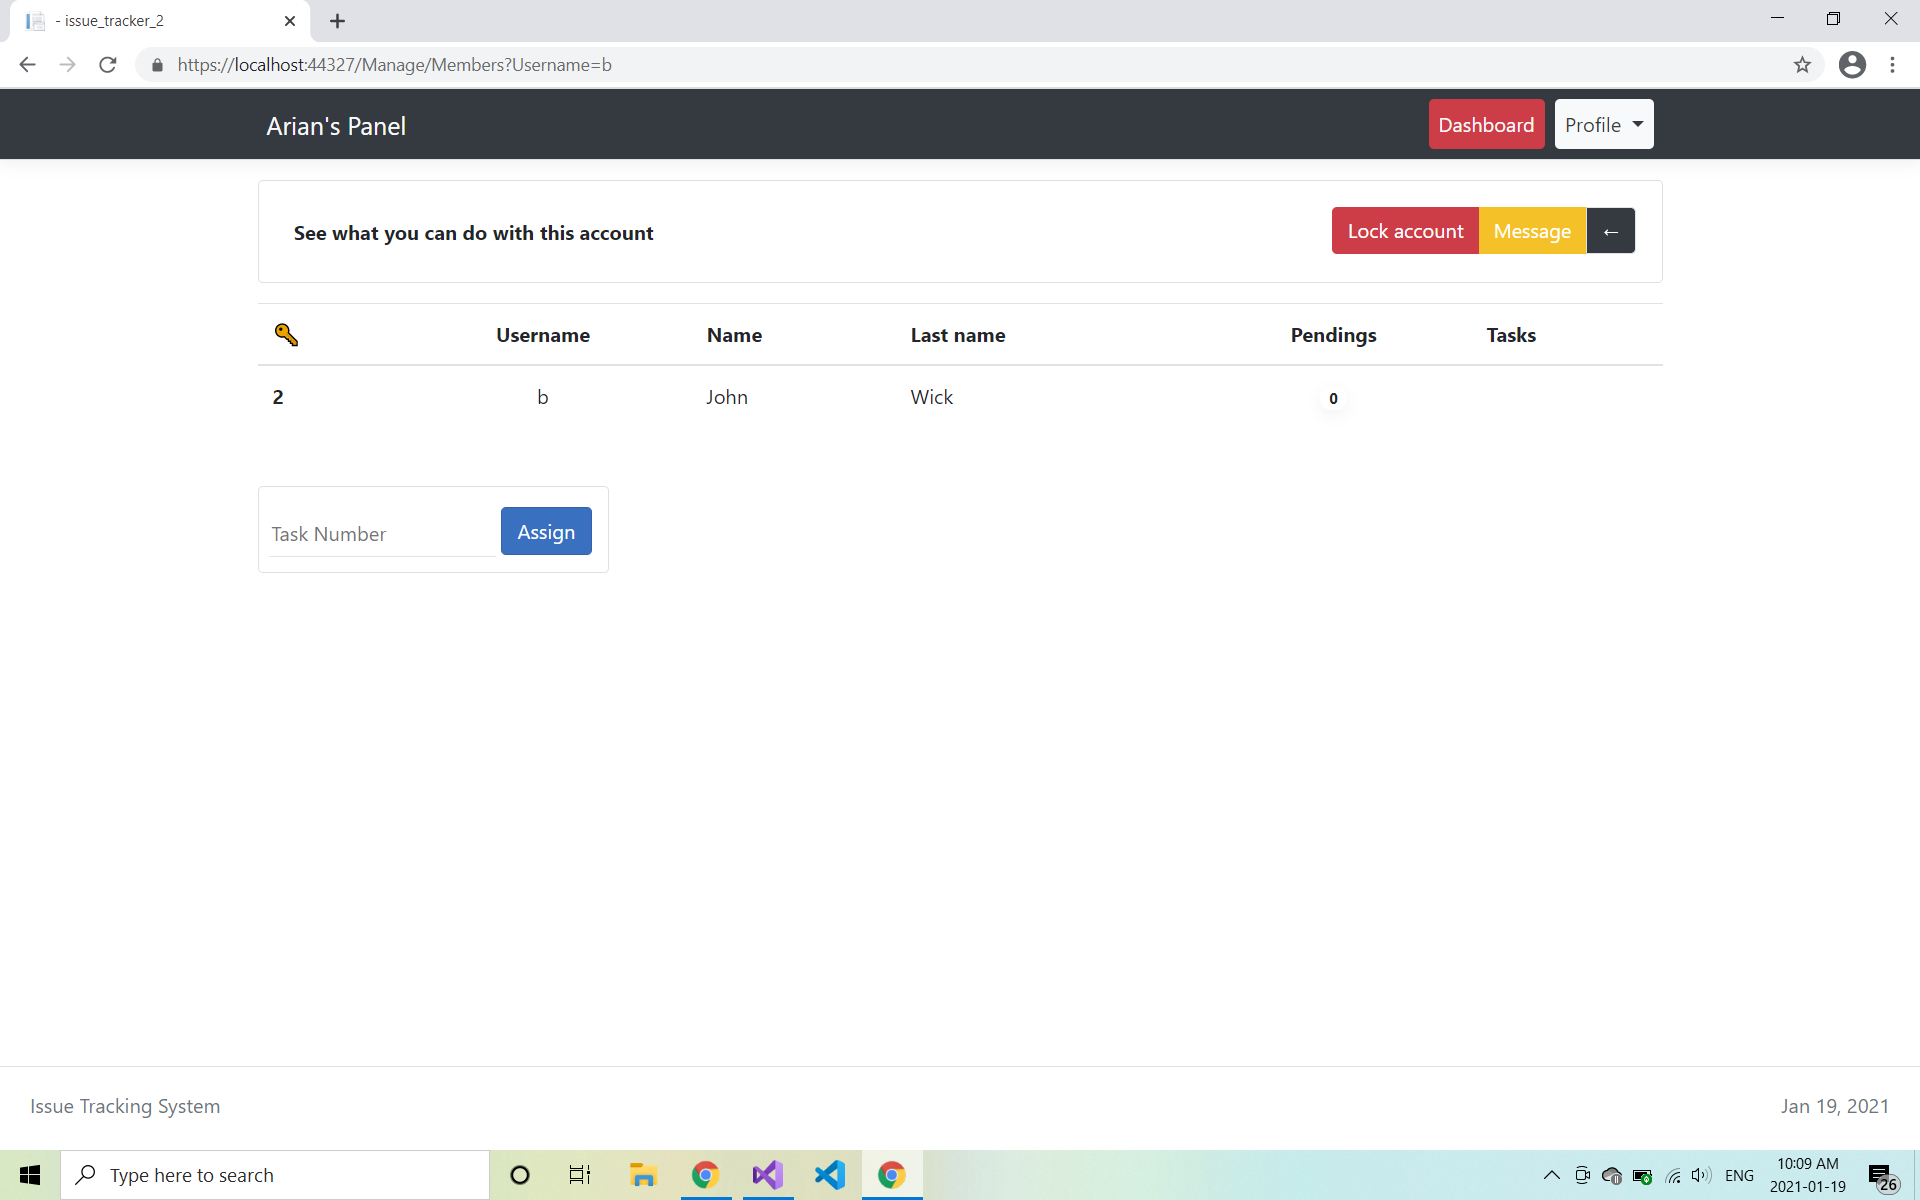 - issue_tracker_2
https://localhost:44327/Manage/Members?Username=b
Arian's Panel
Dashboard
Profile
See what you can do with this account
Lock account
Message
←
Username Name Last name Pendings Tasks
2 b John Wick 0
Task Number
Assign
Issue Tracking System
Jan 19, 2021
Type here to search
ENG
10:09 AM
2021-01-19
26